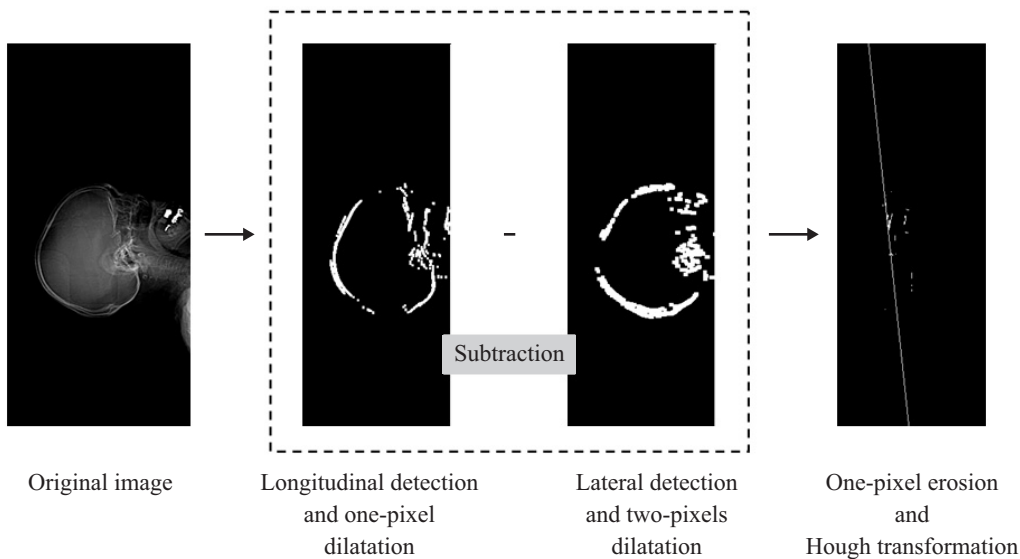 -
Subtraction
Original image
Longitudinal detection
and one-pixel
dilatation
Lateral detection
and two-pixels
dilatation
One-pixel erosion
and
Hough transformation